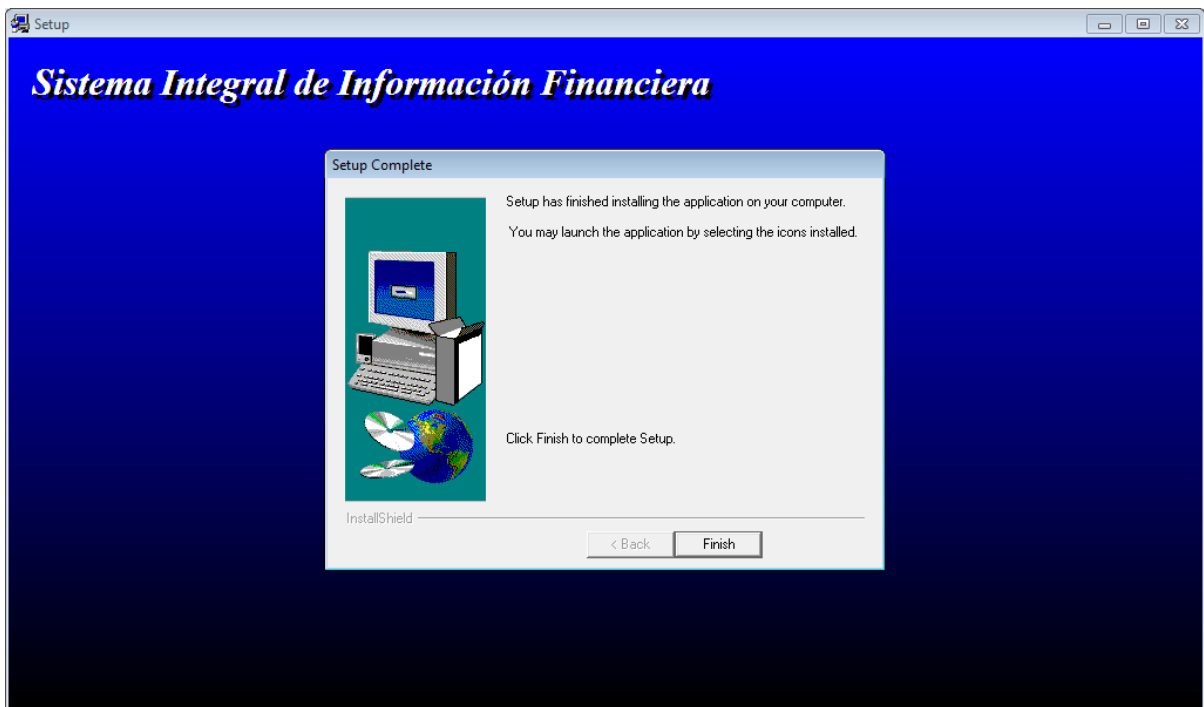 Setup
Sistema Integral de Información Financiera
Setup Complete
Setup has finished installing the application on your computer.
You may launch the application by selecting the icons installed.
Click Finish to complete Setup.
InstallShield
< Back
Finish